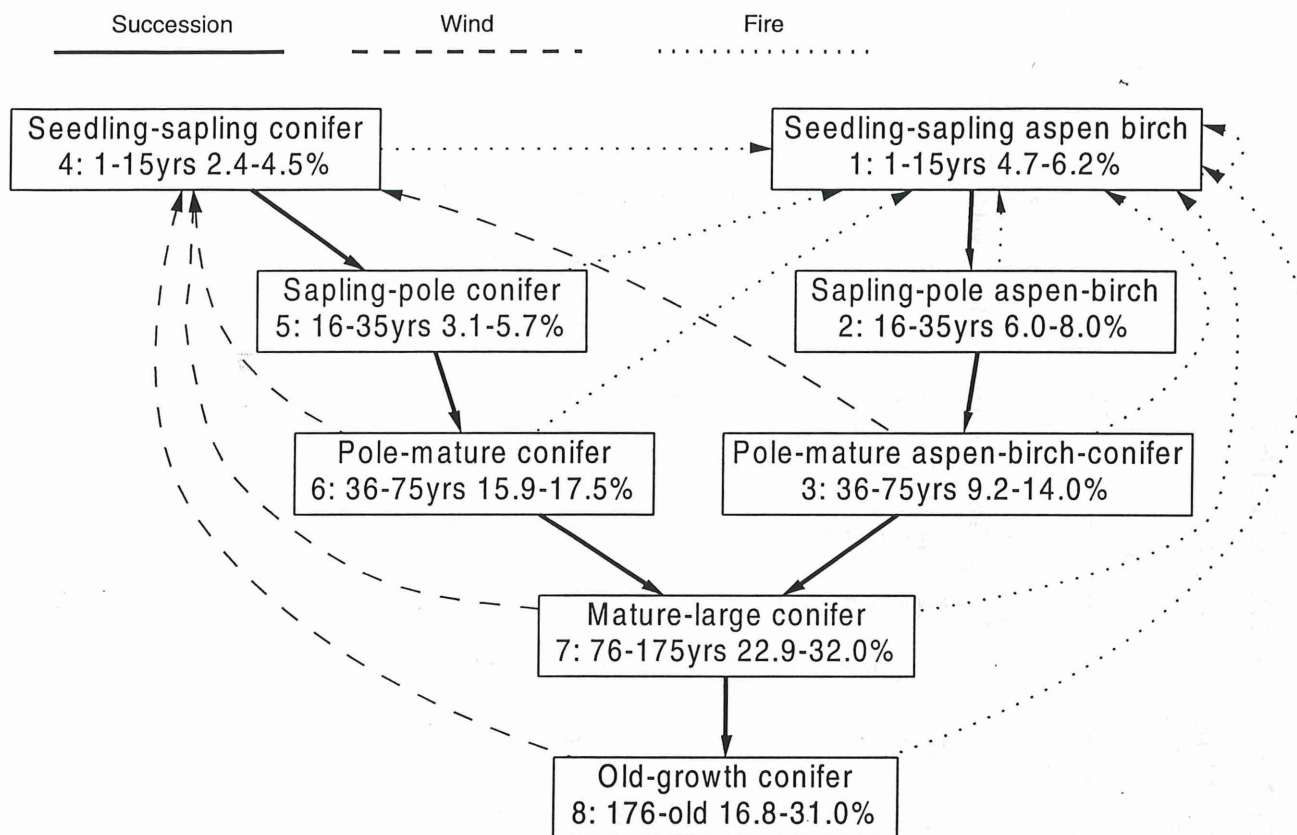 Succession
Wind
Fire
Seedling-sapling conifer
4: 1-15yrs 2.4-4.5%
Seedling-sapling aspen birch
1: 1-15yrs 4.7-6.2%
Sapling-pole conifer
5: 16-35yrs 3.1-5.7%
Sapling-pole aspen-birch
2: 16-35yrs 6.0-8.0%
Pole-mature conifer
6: 36-75yrs 15.9-17.5%
Pole-mature aspen-birch-conifer
3: 36-75yrs 9.2-14.0%
Mature-large conifer
7: 76-175yrs 22.9-32.0%
Old-growth conifer
8: 176-old 16.8-31.0%